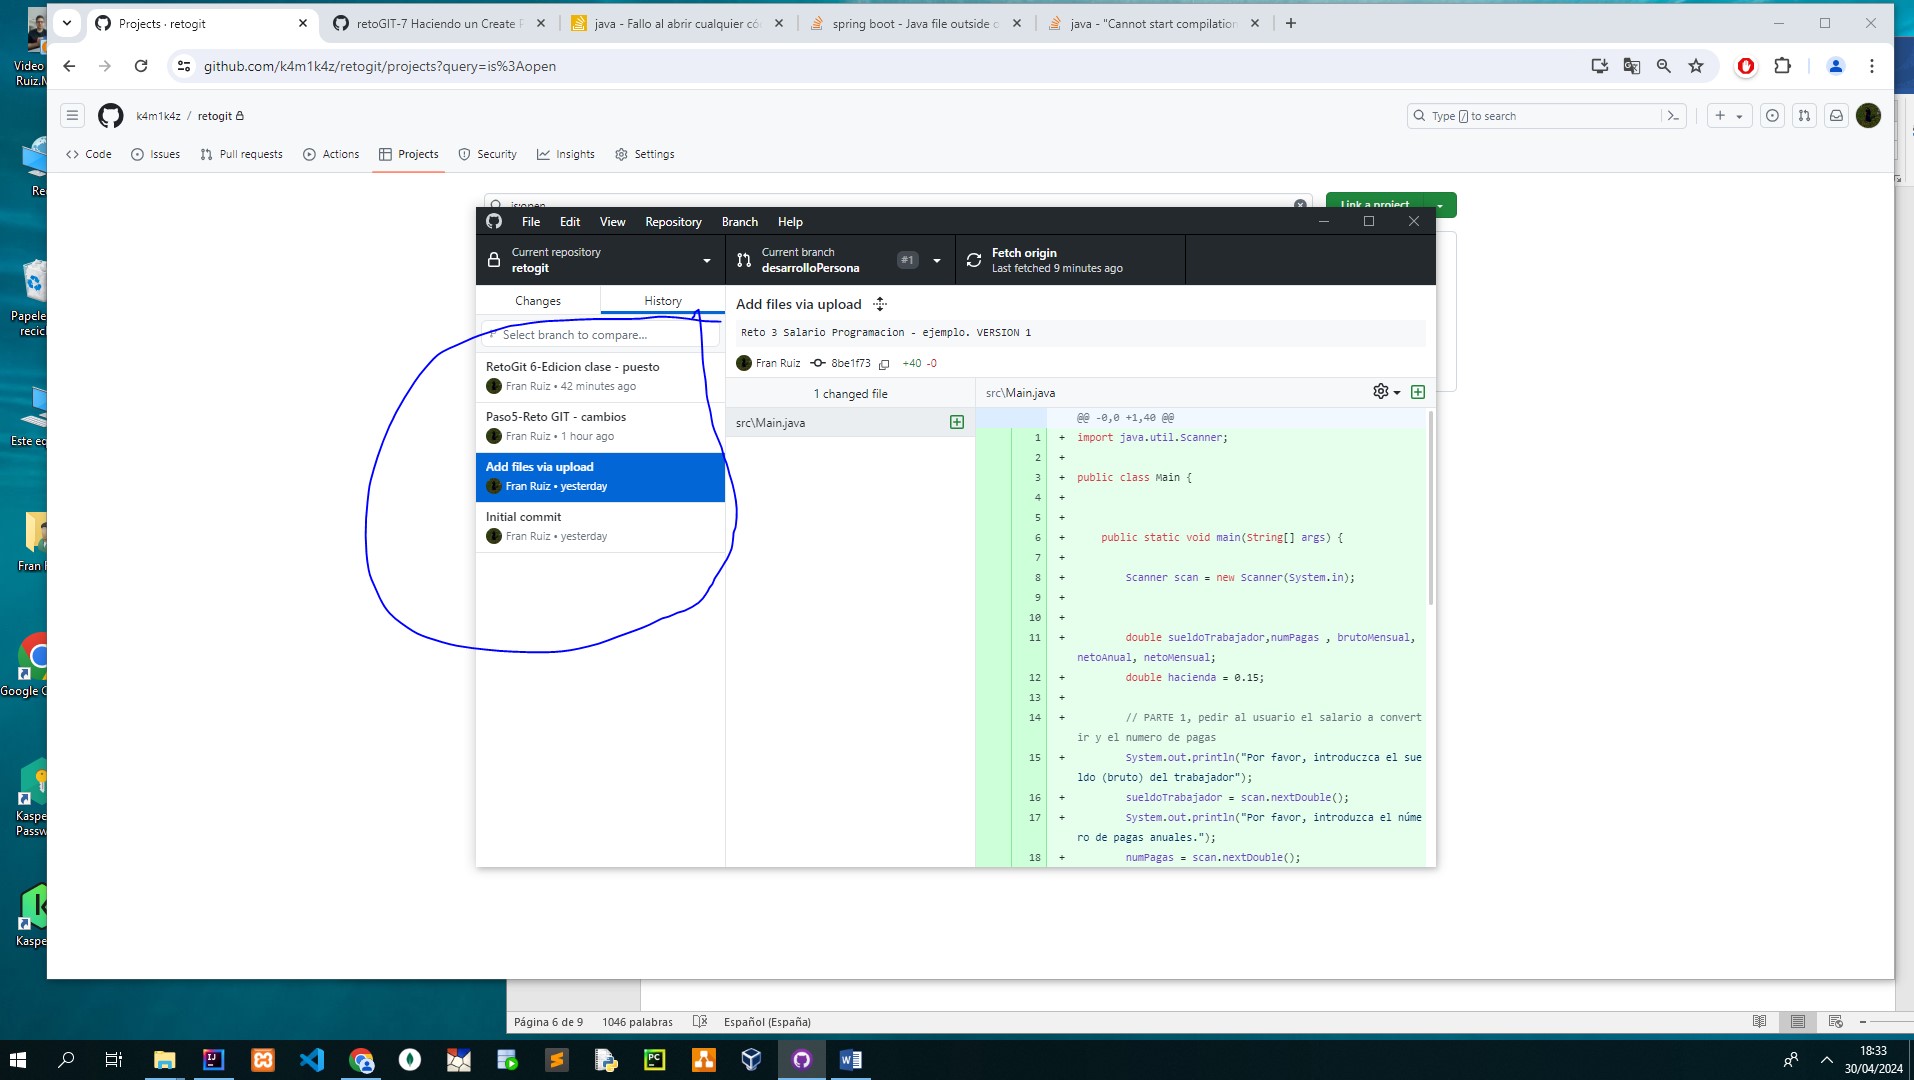 Projects · retogit
retoGIT-7 Haciendo un Create P
java - Fallo al abrir cualquier có
spring boot - Java file outside o
java - "Cannot start compilation
github.com/k4m1k4z/retogit/projects?query=is%3Aopen
k4m1k4z / retogit
Type / to search
Code Issues Pull requests Actions Projects Security Insights Settings
is:open
Link a project
File Edit View Repository Branch Help
Current repository
retogit
Current branch
desarrolloPersona
#1
Fetch origin
Last fetched 9 minutes ago
Changes History
Select branch to compare...
RetoGit 6-Edicion clase - puesto
Fran Ruiz • 42 minutes ago
Paso5-Reto GIT - cambios
Fran Ruiz • 1 hour ago
Add files via upload
Fran Ruiz • yesterday
Initial commit
Fran Ruiz • yesterday
Add files via upload
Reto 3 Salario Programacion - ejemplo. VERSION 1
Fran Ruiz 8be1f73 +40 -0
1 changed file
src\Main.java
src\Main.java
@@ -0,0 +1,40 @@
1 + import java.util.Scanner;
2 +
3 + public class Main {
4 +
5 +
6 + public static void main(String[] args) {
7 +
8 + Scanner scan = new Scanner(System.in);
9 +
10 +
11 + double sueldoTrabajador,numPagas , brutoMensual,
netoAnual, netoMensual;
12 + double hacienda = 0.15;
13 +
14 + // PARTE 1, pedir al usuario el salario a convert
ir y el numero de pagas
15 + System.out.println("Por favor, introduczca el sue
ldo (bruto) del trabajador");
16 + sueldoTrabajador = scan.nextDouble();
17 + System.out.println("Por favor, introduzca el núme
ro de pagas anuales.");
18 + numPagas = scan.nextDouble();
Video
Ruiz.M
Papele
recicl
Este eq
Fran
Google C
Kaspe
Passw
Kaspe
Página 6 de 9 1046 palabras Español (España)
18:33
30/04/2024